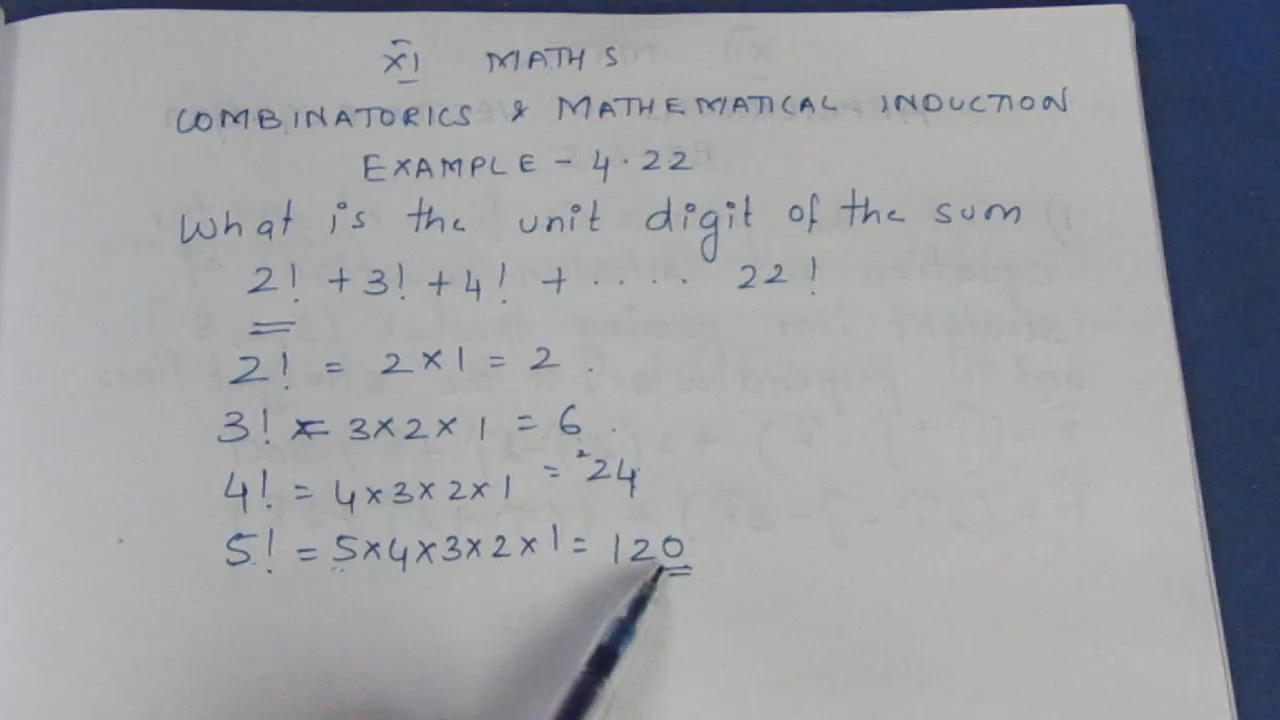 XI MATHS
COMBINATORICS & MATHEMATICAL INDUCTION
EXAMPLE - 4.22
What is the unit digit of the sum
2! + 3! + 4! + ..... 22!
2! = 2 × 1 = 2.
3! = 3 × 2 × 1 = 6.
4! = 4 × 3 × 2 × 1 = 24
5! = 5 × 4 × 3 × 2 × 1 = 120